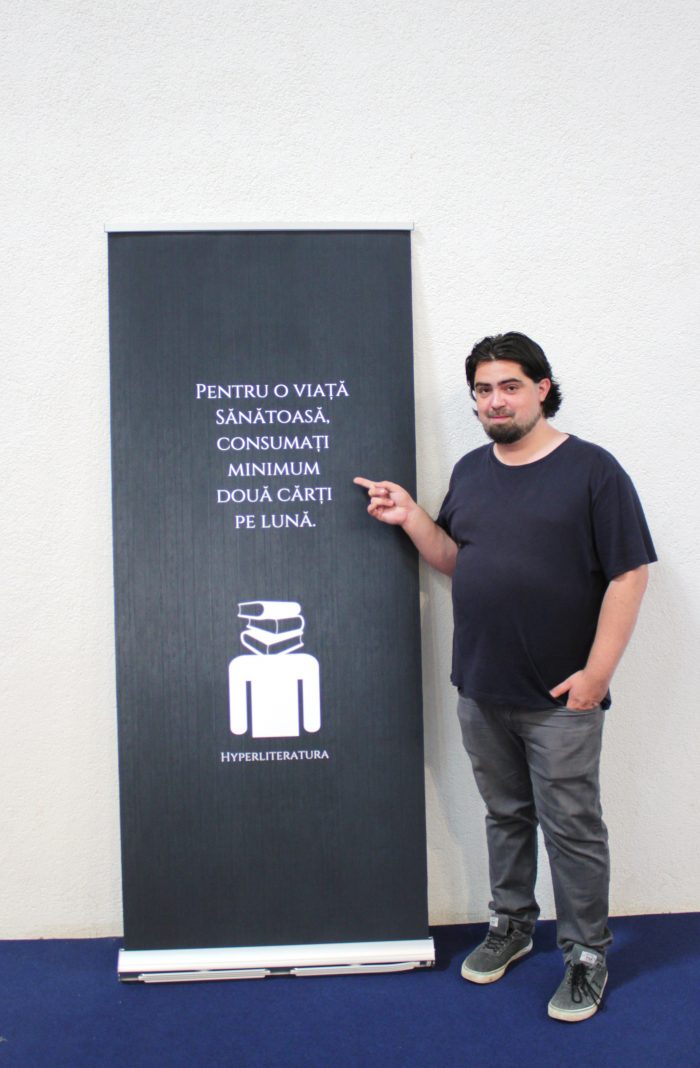 Pentru o viață
Sănătoasă,
consumați
minimum
două cărți
pe lună.
Hyperliteratura